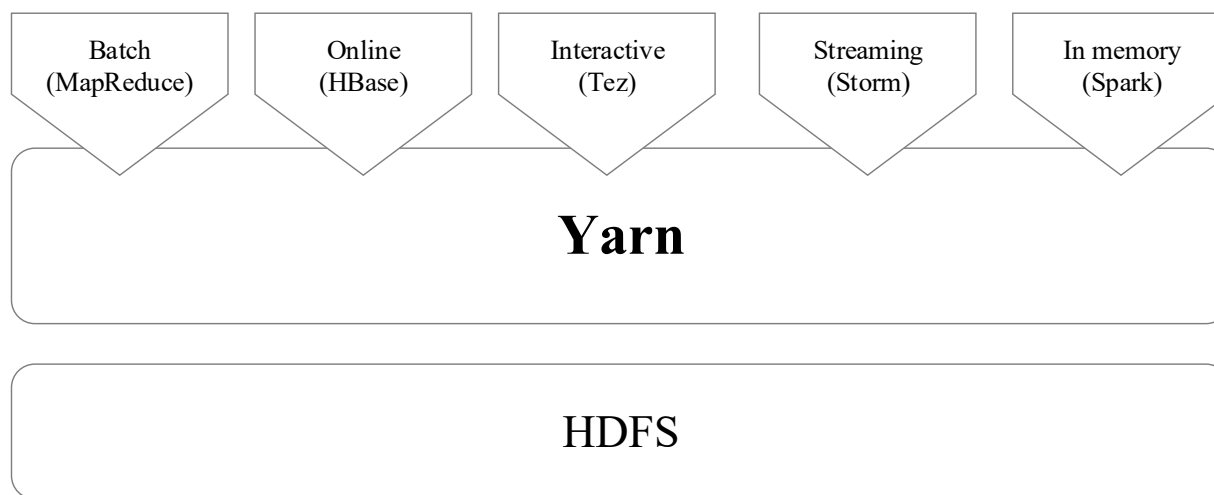 Batch
(MapReduce)
Online
(HBase)
Interactive
(Tez)
Streaming
(Storm)
In memory
(Spark)
Yarn
HDFS